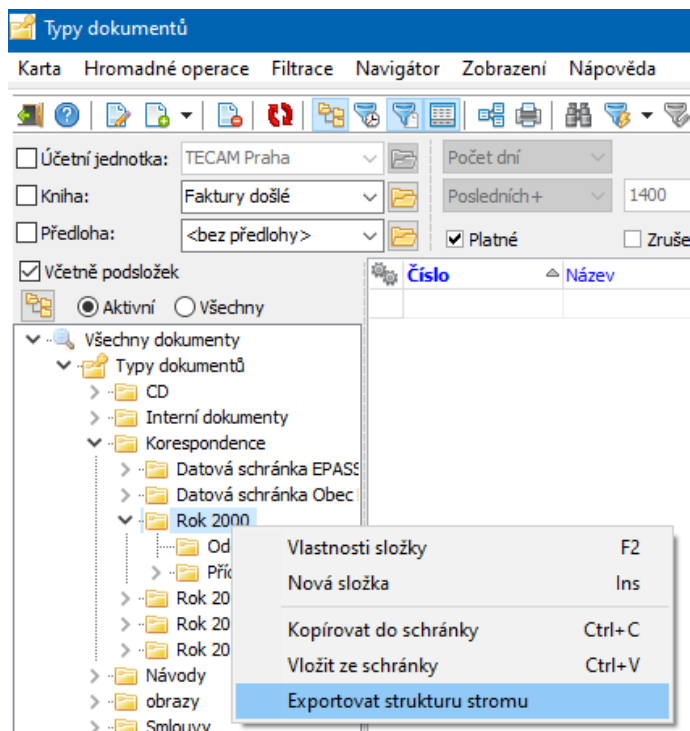 Typy dokumentů
Karta Hromadné operace Filtrace Navigátor Zobrazení Nápověda
Účetní jednotka: TECAM Praha Počet dní
Kniha: Faktury došlé Posledních+ 1400
Předloha: <bez předlohy> Platné Zruše
Včetně podsložek
Číslo Název
Aktivní Všechny
Všechny dokumenty
Typy dokumentů
CD
Interní dokumenty
Korespondence
Datová schránka EPASS
Datová schránka Obec
Rok 2000
Od
Příc
Rok 20
Rok 20
Rok 20
Návody
obrazy
Smlouvy
Vlastnosti složky F2
Nová složka Ins
Kopírovat do schránky Ctrl+C
Vložit ze schránky Ctrl+V
Exportovat strukturu stromu